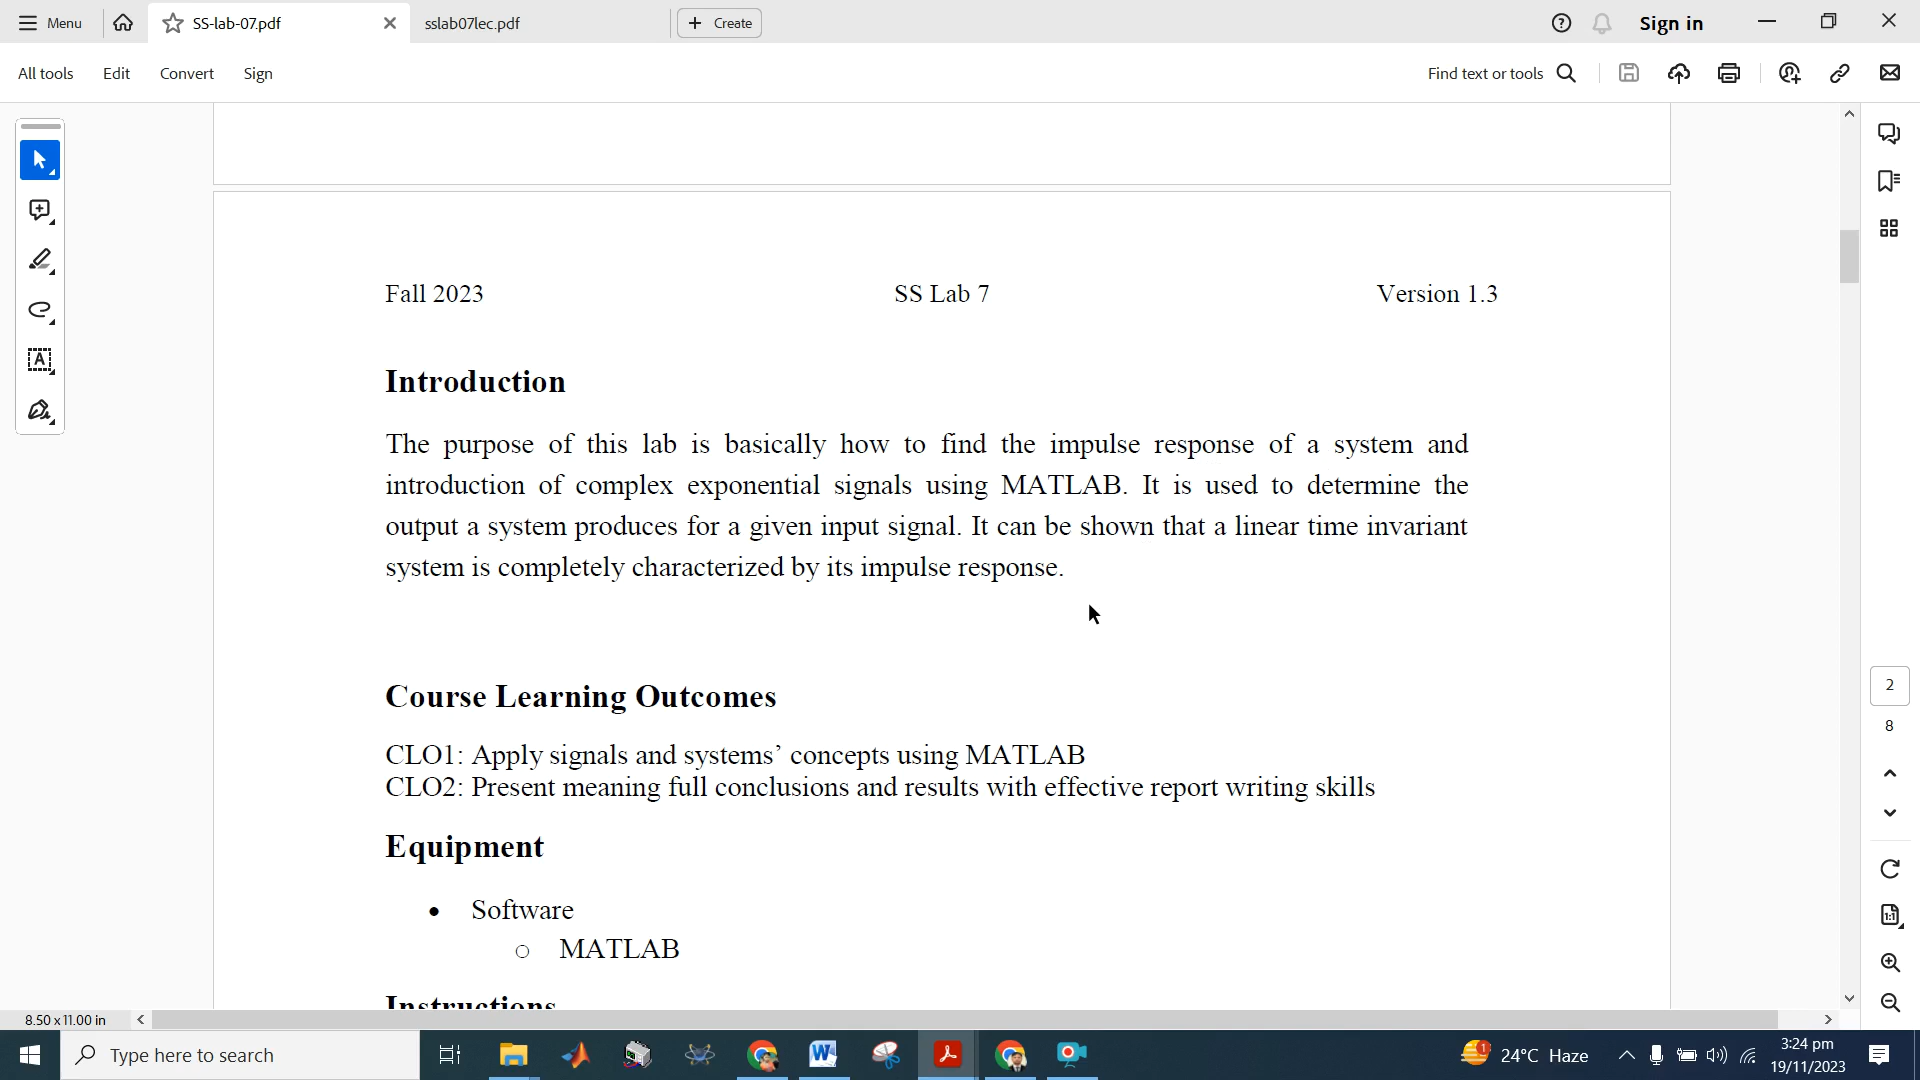 Menu
SS-lab-07.pdf
sslab07lec.pdf
Create
Sign in
All tools
Edit
Convert
Sign
Find text or tools
Fall 2023
SS Lab 7
Version 1.3
Introduction
The purpose of this lab is basically how to find the impulse response of a system and
introduction of complex exponential signals using MATLAB. It is used to determine the
output a system produces for a given input signal. It can be shown that a linear time invariant
system is completely characterized by its impulse response.
Course Learning Outcomes
CLO1: Apply signals and systems’ concepts using MATLAB
CLO2: Present meaning full conclusions and results with effective report writing skills
Equipment
Software
MATLAB
Instructions
2
8
8.50 x 11.00 in
Type here to search
1
24°C Haze
3:24 pm
19/11/2023